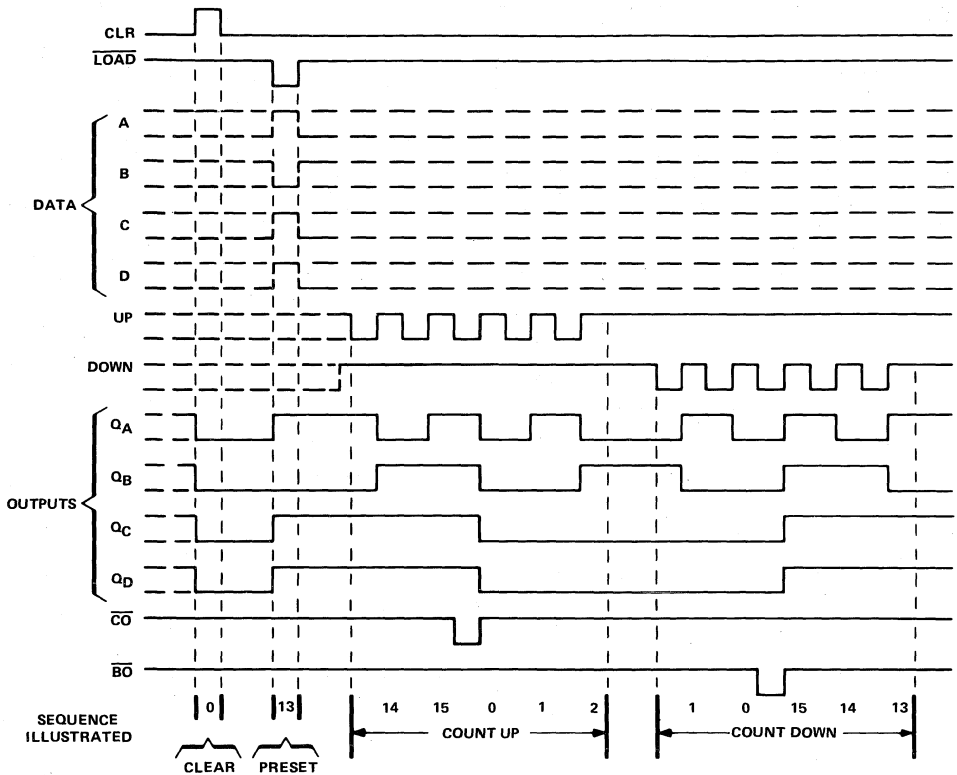 CLR
LOAD
A
B
DATA
C
D
UP
DOWN
QA
QB
OUTPUTS
QC
QD
CO
BO
SEQUENCE
ILLUSTRATED
0 13 14 15 0 1 2 1 0 15 14 13
COUNT UP COUNT DOWN
CLEAR PRESET